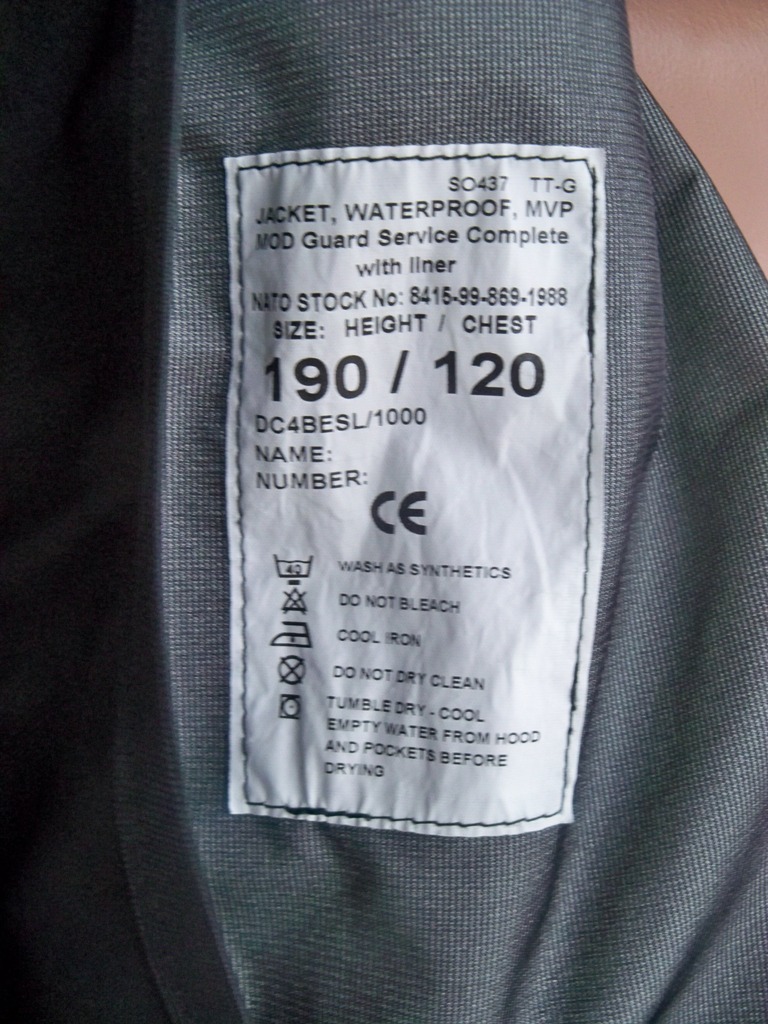 SO437 TT-G
JACKET, WATERPROOF, MVP
MOD Guard Service Complete
with liner
NATO STOCK No: 8415-99-869-1988
SIZE: HEIGHT / CHEST
190 / 120
DC4BESL/1000
NAME:
NUMBER:
CE
40 WASH AS SYNTHETICS
DO NOT BLEACH
COOL IRON
DO NOT DRY CLEAN
TUMBLE DRY - COOL
EMPTY WATER FROM HOOD
AND POCKETS BEFORE
DRYING